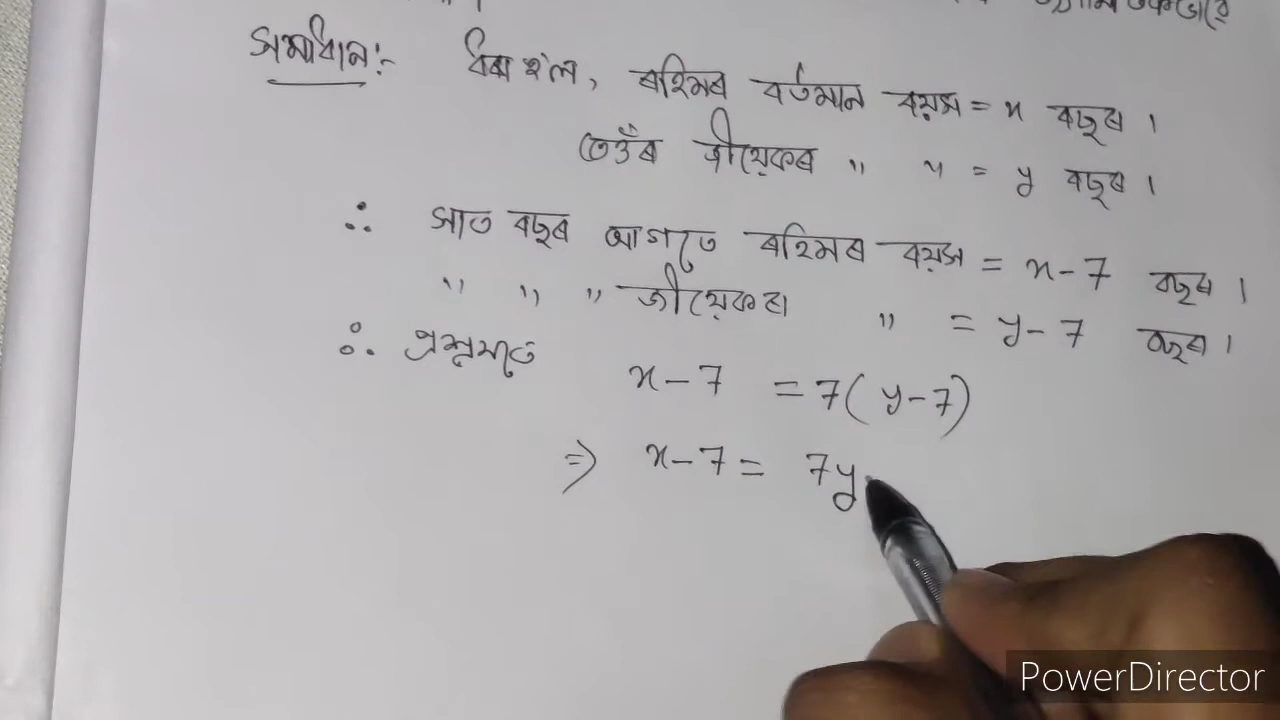 সমাধান:- ধৰা হ'ল, ৰহিমৰ বৰ্তমান বয়স = x বছৰ।
তেওঁৰ জীয়েকৰ " " = y বছৰ।
∴ সাত বছৰ আগতে ৰহিমৰ বয়স = x - 7 বছৰ।
" " " জীয়েকৰ " = y - 7 বছৰ।
∴ প্ৰশ্নমতে
x - 7 = 7(y - 7)
⇒ x - 7 = 7y
PowerDirector